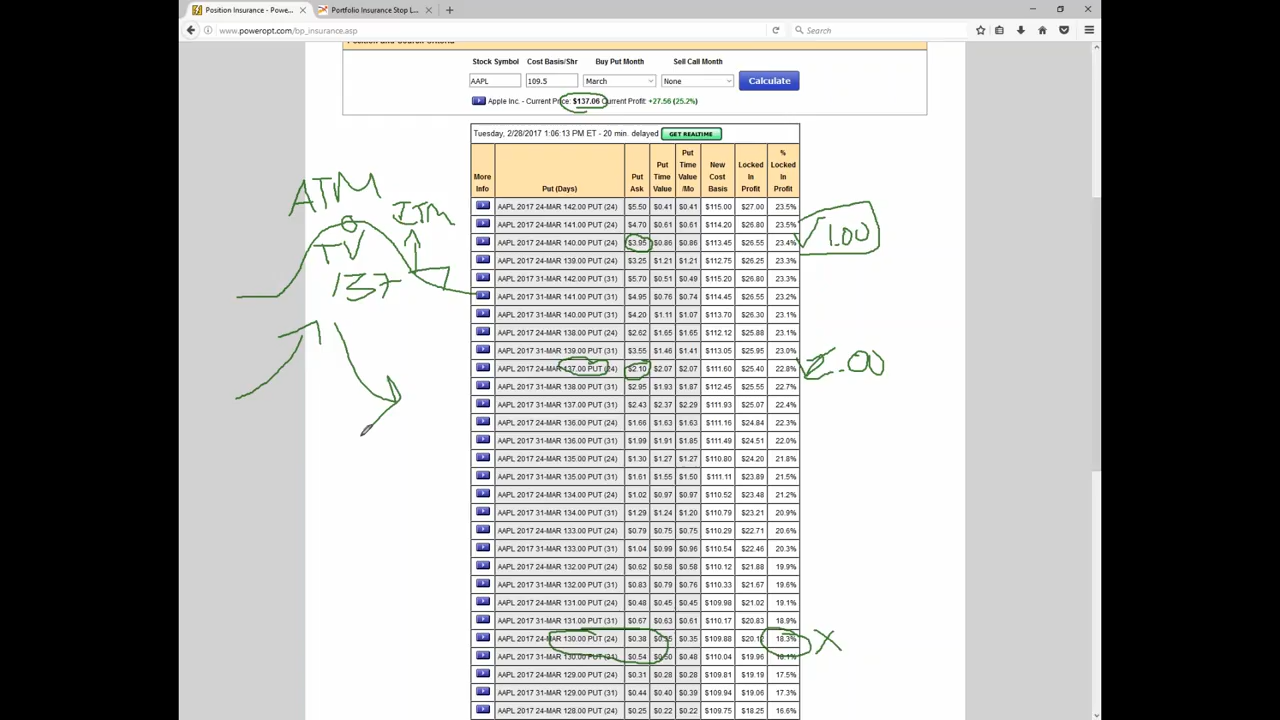 Position Insurance - Powe...
Portfolio Insurance Stop L...
www.poweropt.com/bp_insurance.asp
Search
Stock Symbol Cost Basis/Shr Buy Put Month Sell Call Month
AAPL 109.5 March None Calculate
Apple Inc. - Current Price: $137.06 Current Profit: +27.56 (25.2%)
Tuesday, 2/28/2017 1:06:13 PM ET - 20 min. delayed GET REALTIME
More Info Put (Days) Put Ask Put Time Value Put Time Value /Mo New Cost Basis Locked In Profit % Locked In Profit
AAPL 2017 24-MAR 142.00 PUT (24) $5.50 $0.41 $0.41 $115.00 $27.00 23.5%
AAPL 2017 24-MAR 141.00 PUT (24) $4.70 $0.61 $0.61 $114.20 $26.80 23.5%
AAPL 2017 24-MAR 140.00 PUT (24) $3.95 $0.86 $0.86 $113.45 $26.55 23.4%
AAPL 2017 24-MAR 139.00 PUT (24) $3.25 $1.21 $1.21 $112.75 $26.25 23.3%
AAPL 2017 31-MAR 142.00 PUT (31) $5.70 $0.51 $0.49 $115.20 $26.80 23.3%
AAPL 2017 31-MAR 141.00 PUT (31) $4.95 $0.76 $0.74 $114.45 $26.55 23.2%
AAPL 2017 31-MAR 140.00 PUT (31) $4.20 $1.11 $1.07 $113.70 $26.30 23.1%
AAPL 2017 24-MAR 138.00 PUT (24) $2.62 $1.65 $1.65 $112.12 $25.88 23.1%
AAPL 2017 31-MAR 139.00 PUT (31) $3.55 $1.46 $1.41 $113.05 $25.95 23.0%
AAPL 2017 24-MAR 137.00 PUT (24) $2.10 $2.07 $2.07 $111.60 $25.40 22.8%
AAPL 2017 31-MAR 138.00 PUT (31) $2.95 $1.93 $1.87 $112.45 $25.55 22.7%
AAPL 2017 31-MAR 137.00 PUT (31) $2.43 $2.37 $2.29 $111.93 $25.07 22.4%
AAPL 2017 24-MAR 136.00 PUT (24) $1.66 $1.63 $1.63 $111.16 $24.84 22.3%
AAPL 2017 31-MAR 136.00 PUT (31) $1.99 $1.91 $1.85 $111.49 $24.51 22.0%
AAPL 2017 24-MAR 135.00 PUT (24) $1.30 $1.27 $1.27 $110.80 $24.20 21.8%
AAPL 2017 31-MAR 135.00 PUT (31) $1.61 $1.55 $1.50 $111.11 $23.89 21.5%
AAPL 2017 24-MAR 134.00 PUT (24) $1.02 $0.97 $0.97 $110.52 $23.48 21.2%
AAPL 2017 31-MAR 134.00 PUT (31) $1.29 $1.24 $1.20 $110.79 $23.21 20.9%
AAPL 2017 24-MAR 133.00 PUT (24) $0.79 $0.75 $0.75 $110.29 $22.71 20.6%
AAPL 2017 31-MAR 133.00 PUT (31) $1.04 $0.99 $0.96 $110.54 $22.46 20.3%
AAPL 2017 24-MAR 132.00 PUT (24) $0.62 $0.58 $0.58 $110.12 $21.88 19.9%
AAPL 2017 31-MAR 132.00 PUT (31) $0.83 $0.79 $0.76 $110.33 $21.67 19.6%
AAPL 2017 24-MAR 131.00 PUT (24) $0.48 $0.45 $0.45 $109.98 $21.02 19.1%
AAPL 2017 31-MAR 131.00 PUT (31) $0.67 $0.63 $0.61 $110.17 $20.83 18.9%
AAPL 2017 24-MAR 130.00 PUT (24) $0.38 $0.35 $0.35 $109.88 $20.12 18.3%
AAPL 2017 31-MAR 130.00 PUT (31) $0.54 $0.50 $0.48 $110.04 $19.96 18.1%
AAPL 2017 24-MAR 129.00 PUT (24) $0.31 $0.28 $0.28 $109.81 $19.19 17.5%
AAPL 2017 31-MAR 129.00 PUT (31) $0.44 $0.40 $0.39 $109.94 $19.06 17.3%
AAPL 2017 24-MAR 128.00 PUT (24) $0.25 $0.22 $0.22 $109.75 $18.25 16.6%
ATM
ITM
TV
137
1.00
2.00
X